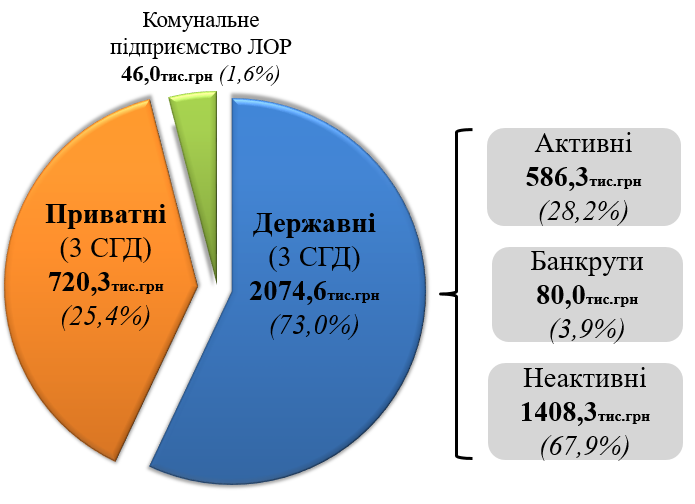 Комунальне
підприємство ЛОР
46,0тис.грн (1,6%)
Приватні
(3 СГД)
720,3тис.грн
(25,4%)
Державні
(3 СГД)
2074,6тис.грн
(73,0%)
Активні
586,3тис.грн
(28,2%)
Банкрути
80,0тис.грн
(3,9%)
Неактивні
1408,3тис.грн
(67,9%)